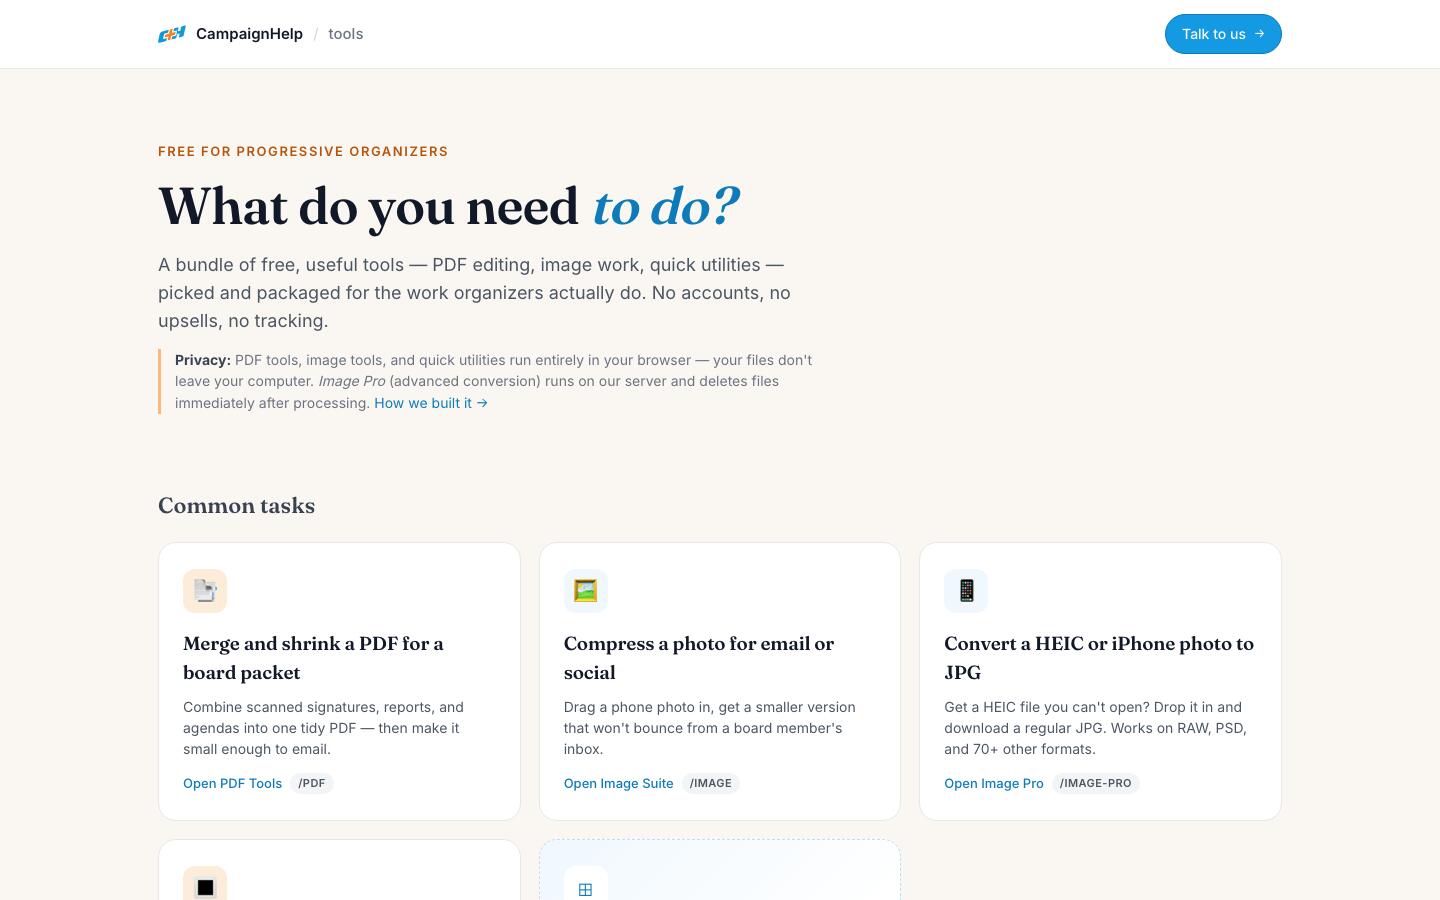 CampaignHelp / tools
Talk to us →
FREE FOR PROGRESSIVE ORGANIZERS
What do you need to do?
A bundle of free, useful tools — PDF editing, image work, quick utilities —
picked and packaged for the work organizers actually do. No accounts, no
upsells, no tracking.
Privacy: PDF tools, image tools, and quick utilities run entirely in your browser — your files don't
leave your computer. Image Pro (advanced conversion) runs on our server and deletes files
immediately after processing. How we built it →
Common tasks
Merge and shrink a PDF for a
board packet
Combine scanned signatures, reports, and
agendas into one tidy PDF — then make it
small enough to email.
Open PDF Tools /PDF
Compress a photo for email or
social
Drag a phone photo in, get a smaller version
that won't bounce from a board member's
inbox.
Open Image Suite /IMAGE
Convert a HEIC or iPhone photo to
JPG
Get a HEIC file you can't open? Drop it in and
download a regular JPG. Works on RAW, PSD,
and 70+ other formats.
Open Image Pro /IMAGE-PRO